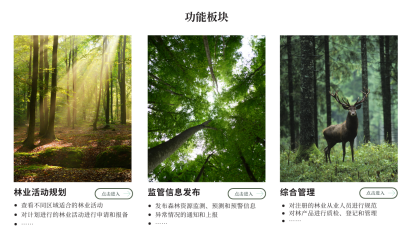 功能板块
林业活动规划
点击进入
查看不同区域适合的林业活动
对计划进行的林业活动进行申请和报备
……
监管信息发布
点击进入
发布森林资源监测、预测和预警信息
异常情况的通知和上报
……
综合管理
点击进入
对注册的林业从业人员进行规范
对林产品进行质检、登记和管理
……